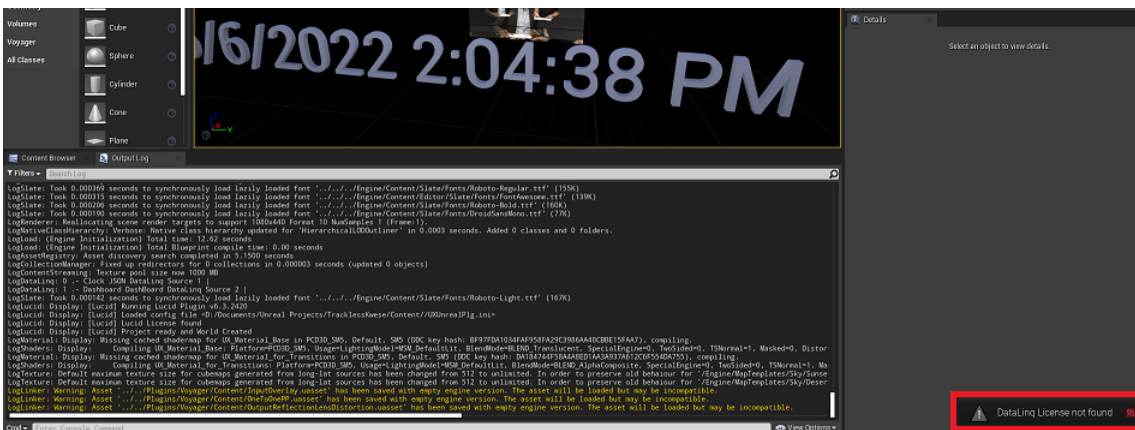 Volumes
Voyager
All Classes
Cube
Sphere
Cylinder
Cone
Plane
/6/2022 2:04:38 PM
Details
Select an object to view details.
Content Browser
Output Log
Filters
Search Log
LogSlate: Took 0.000369 seconds to synchronously load lazily loaded font '../../../Engine/Content/Slate/Fonts/Roboto-Regular.ttf' (155K)
LogSlate: Took 0.000315 seconds to synchronously load lazily loaded font '../../../Engine/Content/Editor/Slate/Fonts/FontAwesome.ttf' (139K)
LogSlate: Took 0.000206 seconds to synchronously load lazily loaded font '../../../Engine/Content/Slate/Fonts/Roboto-Bold.ttf' (160K)
LogSlate: Took 0.000190 seconds to synchronously load lazily loaded font '../../../Engine/Content/Slate/Fonts/DroidSansMono.ttf' (77K)
LogRenderer: Reallocating scene render targets to support 1080x440 Format 10 NumSamples 1 (Frame:1).
LogNativeClassHierarchy: Verbose: Native class hierarchy updated for 'HierarchicalLODOutliner' in 0.0003 seconds. Added 0 classes and 0 folders.
LogLoad: (Engine Initialization) Total time: 12.62 seconds
LogLoad: (Engine Initialization) Total Blueprint compile time: 0.00 seconds
LogAssetRegistry: Asset discovery search completed in 5.1500 seconds
LogCollectionManager: Fixed up redirectors for 0 collections in 0.000003 seconds (updated 0 objects)
LogContentStreaming: Texture pool size now 1000 MB
LogDataLinq: 0 .- Clock JSON DataLinq Source 1 |
LogDataLinq: 1 .- Dashboard DashBoard DataLinq Source 2 |
LogSlate: Took 0.000142 seconds to synchronously load lazily loaded font '../../../Engine/Content/Slate/Fonts/Roboto-Light.ttf' (167K)
LogLucid: Display: [Lucid] Running Lucid Plugin v6.3.2420
LogLucid: Display: [Lucid] Loaded config file <D:/Documents/Unreal Projects/TracklessKwese/Content//UXUnrealPlg.ini>
LogLucid: Display: [Lucid] Lucid License found
LogLucid: Display: [Lucid] Project ready and World Created
LogMaterial: Display: Missing cached shadermap for UX_Material_Base in PCD3D_SM5, Default, SM5 (DDC key hash: BF97FDA1034FAF958FA29C3986AA48CBBE15FAA7), compiling.
LogShaders: Display: Compiling UX_Material_Base: Platform=PCD3D_SM5, Usage=LightingModel=MSM_DefaultLit, BlendMode=BLEND_Translucent, SpecialEngine=0, TwoSided=0, TSNormal=1, Masked=0, Distor
LogMaterial: Display: Missing cached shadermap for UX_Material_for_Transitions in PCD3D_SM5, Default, SM5 (DDC key hash: DA184744F58A4A8ED1AA3A937A612C6F554DA755), compiling.
LogShaders: Display: Compiling UX_Material_for_Transitions: Platform=PCD3D_SM5, Usage=LightingModel=MSM_DefaultLit, BlendMode=BLEND_AlphaComposite, SpecialEngine=0, TwoSided=0, TSNormal=1, Ma
LogTexture: Default maximum texture size for cubemaps generated from long-lat sources has been changed from 512 to unlimited. In order to preserve old behaiour for '/Engine/MapTemplates/Sky/Sunse
LogTexture: Default maximum texture size for cubemaps generated from long-lat sources has been changed from 512 to unlimited. In order to preserve old behaiour for '/Engine/MapTemplates/Sky/Deser
LogLinker: Warning: Asset '../../Plugins/Voyager/Content/InputOverlay.uasset' has been saved with empty engine version. The asset will be loaded but may be incompatible.
LogLinker: Warning: Asset '../../Plugins/Voyager/Content/OneToOnePP.uasset' has been saved with empty engine version. The asset will be loaded but may be incompatible.
LogLinker: Warning: Asset '../../Plugins/Voyager/Content/OutputReflectionLensDistortion.uasset' has been saved with empty engine version. The asset will be loaded but may be incompatible.
DataLinq License not found
Cmd
Enter Console Command
View Options